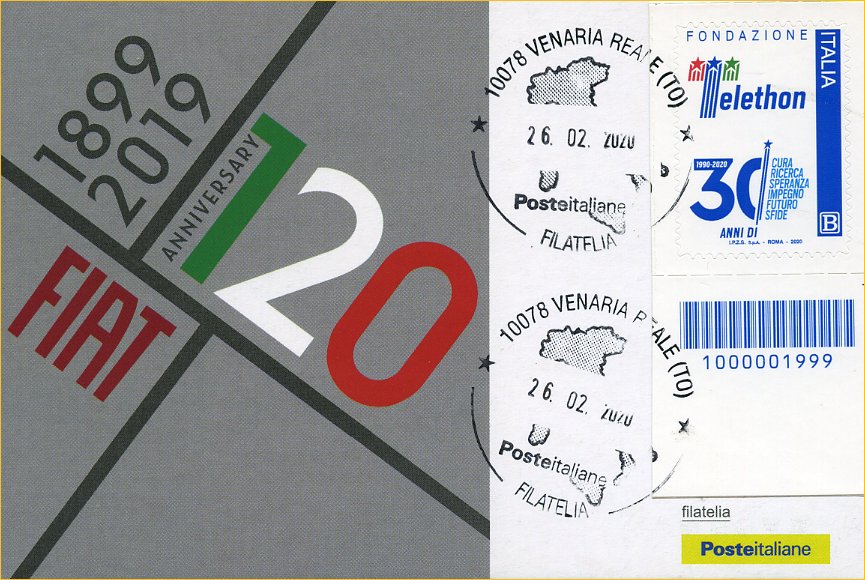 1899
2019
ANNIVERSARY
120
FIAT
10078 VENARIA REALE (TO)
26. 02. 2020
Posteitaliane
FILATELIA
10078 VENARIA REALE (TO)
26. 02. 2020
Posteitaliane
FILATELIA
FONDAZIONE
Telethon
ITALIA
1990-2020
30
ANNI DI
CURA
RICERCA
SPERANZA
IMPEGNO
FUTURO
SFIDE
B
I.P.Z.S. S.p.A. - ROMA - 2020
1000001999
filatelia
Posteitaliane